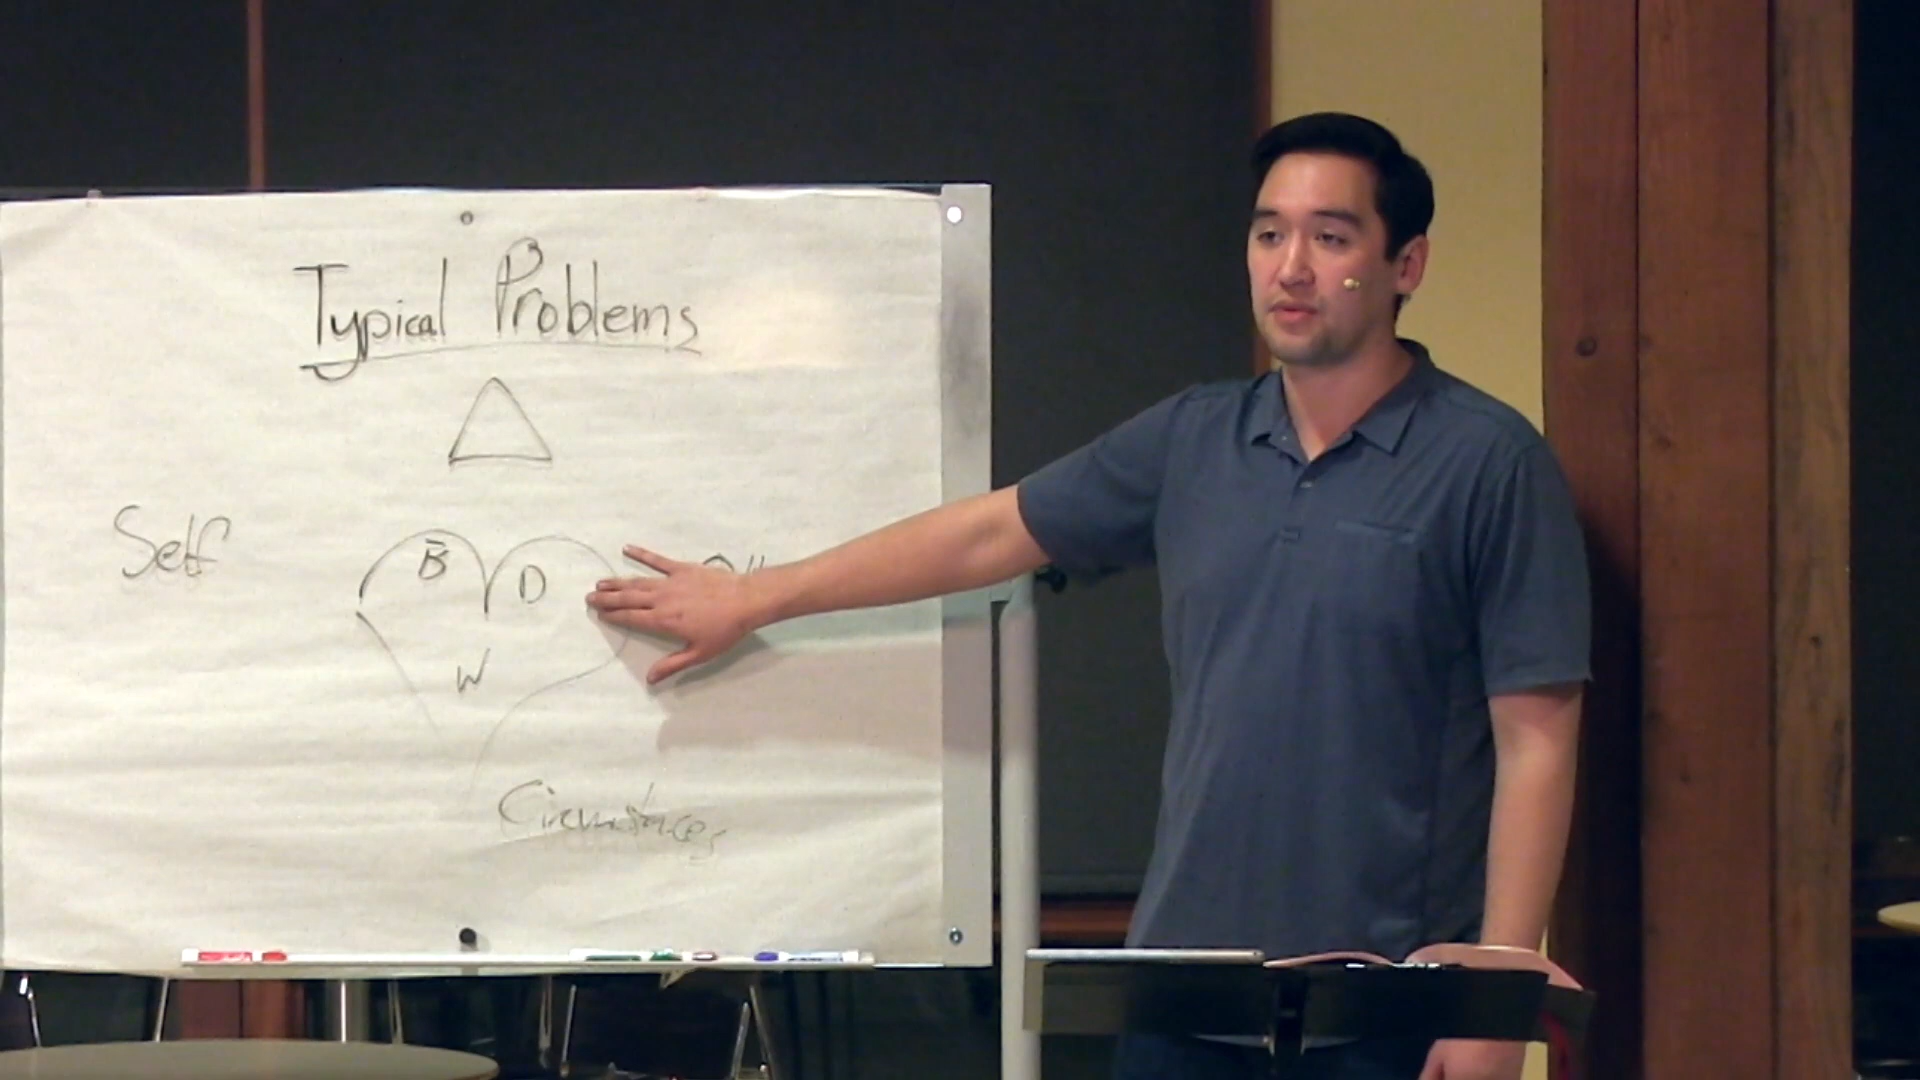 Typical Problems
Self
B
D
W
Circumstances